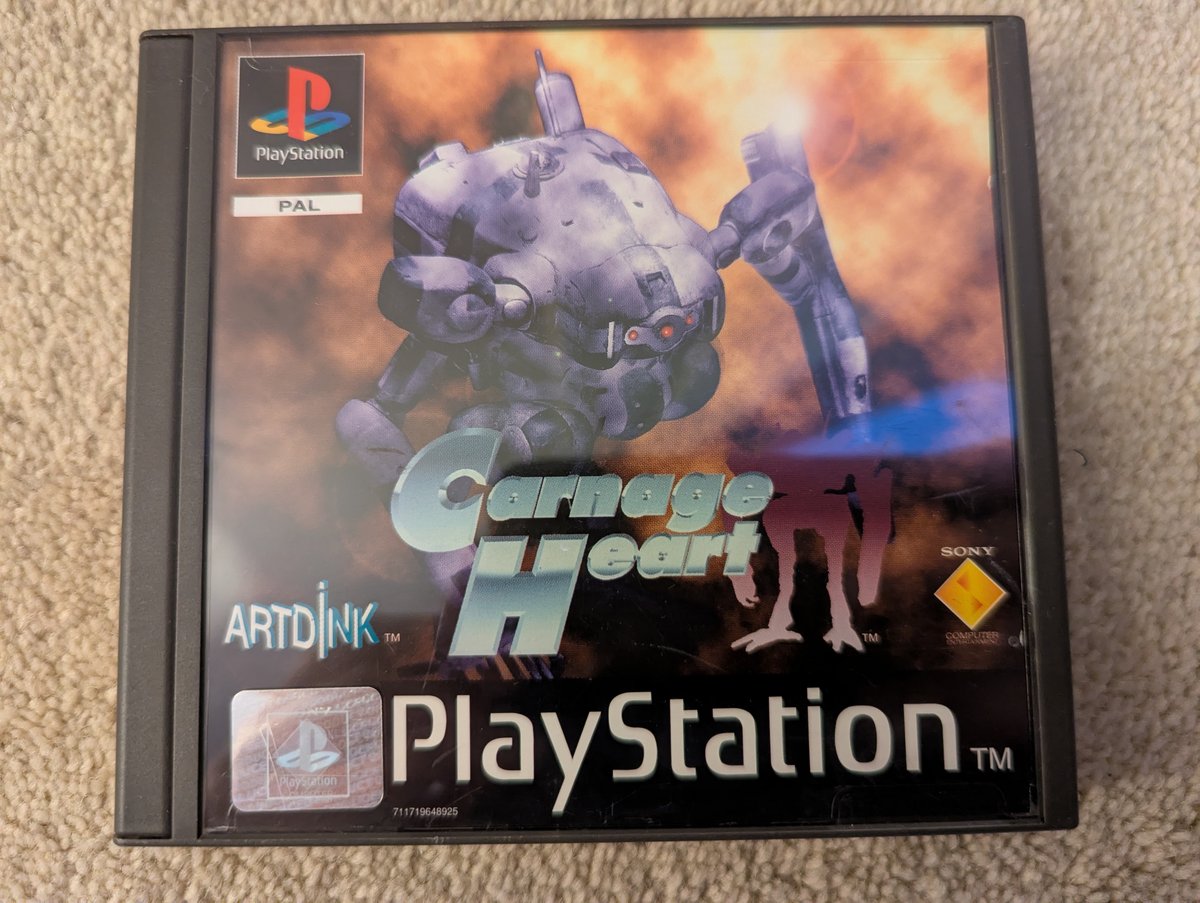 PlayStation
PAL
Carnage
Heart
ARTDINK TM
TM
SONY
COMPUTER
ENTERTAINMENT
PlayStation TM
PlayStation
711719648925